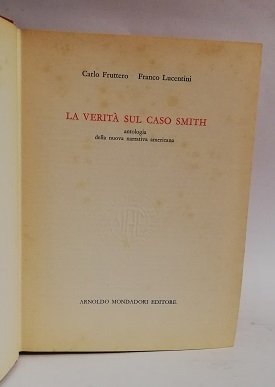 Carlo Fruttero Franco Lucentini
LA VERITÀ SUL CASO SMITH
antologia
della nuova narrativa americana
ARNOLDO MONDADORI EDITORE